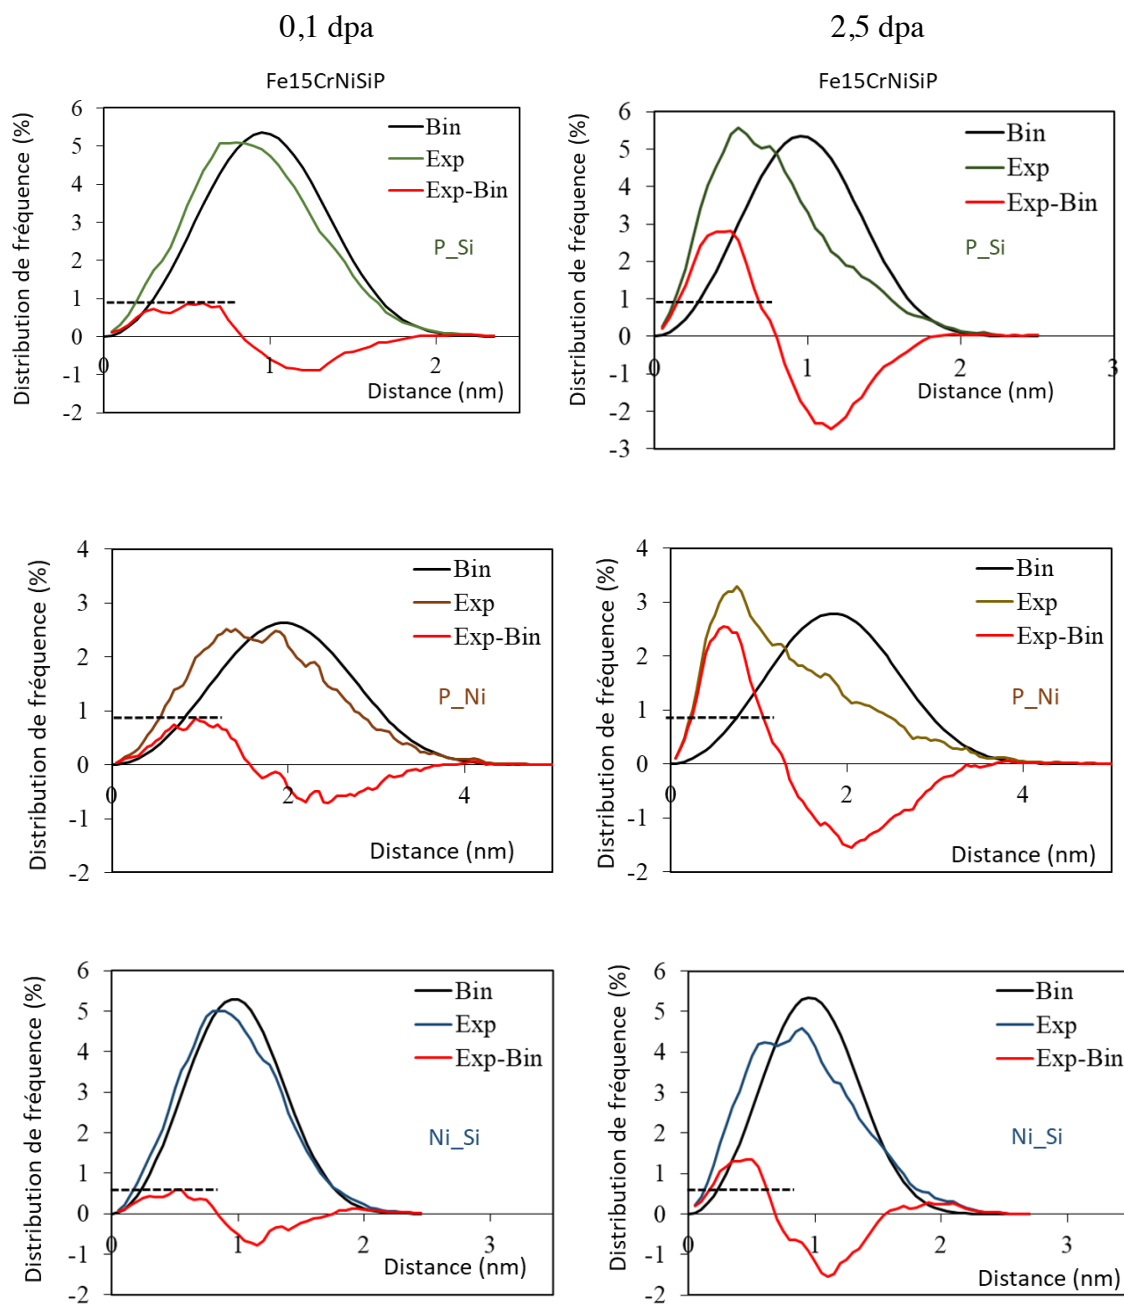 0,1 dpa
2,5 dpa
Fe15CrNiSiP
Distribution de fréquence (%)
6
5
4
3
2
1
0
-1
-2
0
1
2
Bin
Exp
Exp-Bin
P_Si
Distance (nm)
Fe15CrNiSiP
Distribution de fréquence (%)
6
5
4
3
2
1
0
-1
-2
-3
0
1
2
3
Bin
Exp
Exp-Bin
P_Si
Distance (nm)
Distribution de fréquence (%)
4
3
2
1
0
-1
-2
0
2
4
Bin
Exp
Exp-Bin
P_Ni
Distance (nm)
Distribution de fréquence (%)
4
3
2
1
0
-1
-2
0
2
4
Bin
Exp
Exp-Bin
P_Ni
Distance (nm)
Distribution de fréquence (%)
6
5
4
3
2
1
0
-1
-2
0
1
2
3
Bin
Exp
Exp-Bin
Ni_Si
Distance (nm)
Distribution de fréquence (%)
6
5
4
3
2
1
0
-1
-2
0
1
2
3
Bin
Exp
Exp-Bin
Ni_Si
Distance (nm)